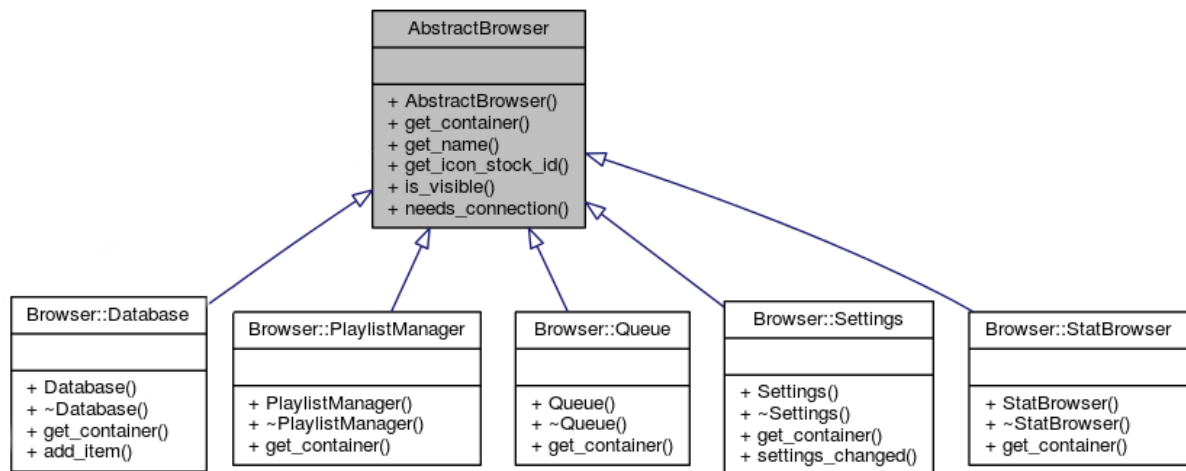 AbstractBrowser
+ AbstractBrowser()
+ get_container()
+ get_name()
+ get_icon_stock_id()
+ is_visible()
+ needs_connection()
Browser::Database
+ Database()
+ ~Database()
+ get_container()
+ add_item()
Browser::PlaylistManager
+ PlaylistManager()
+ ~PlaylistManager()
+ get_container()
Browser::Queue
+ Queue()
+ ~Queue()
+ get_container()
Browser::Settings
+ Settings()
+ ~Settings()
+ get_container()
+ settings_changed()
Browser::StatBrowser
+ StatBrowser()
+ ~StatBrowser()
+ get_container()